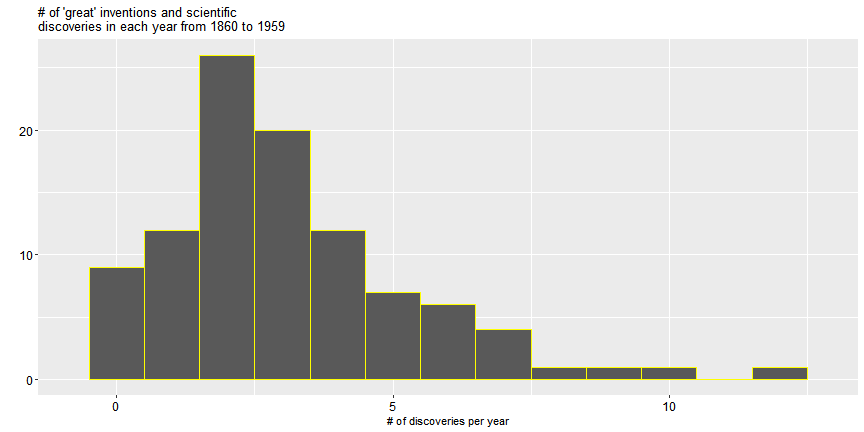 # of 'great' inventions and scientific
discoveries in each year from 1860 to 1959
20
10
0
0 5 10
# of discoveries per year